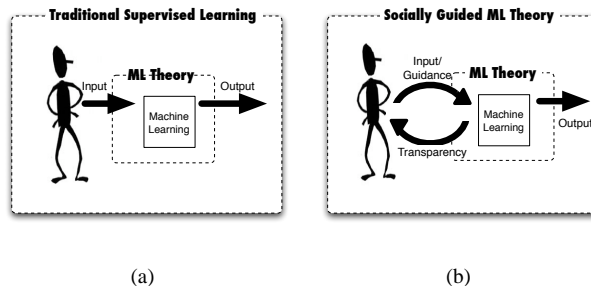 Traditional Supervised Learning
ML Theory
Input
Output
Machine
Learning
(a)
Socially Guided ML Theory
Input/
Guidance
ML Theory
Machine
Learning
Output
Transparency
(b)